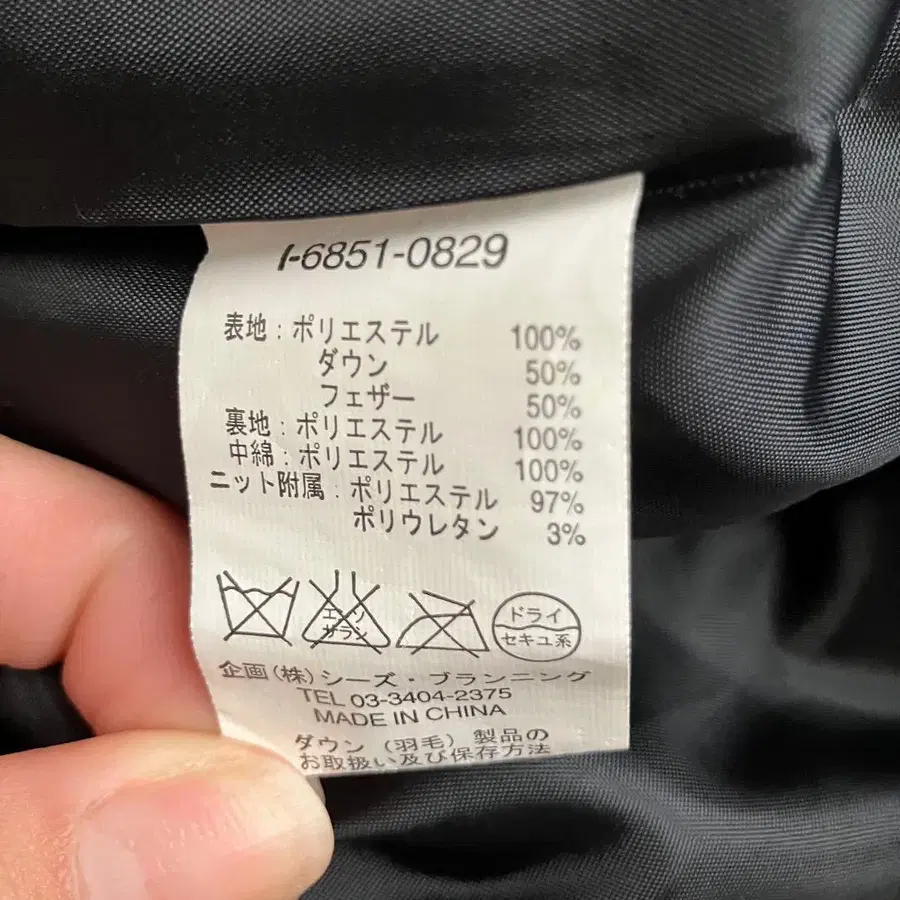 I-6851-0829
表地：ポリエステル 100%
ダウン 50%
フェザー 50%
裏地：ポリエステル 100%
中綿：ポリエステル 100%
ニット附属：ポリエステル 97%
ポリウレタン 3%
エンソ
サラシ
ドライ
セキユ系
企画（株）シーズ・プランニング
TEL 03-3404-2375
MADE IN CHINA
ダウン（羽毛）製品の
お取扱い及び保存方法